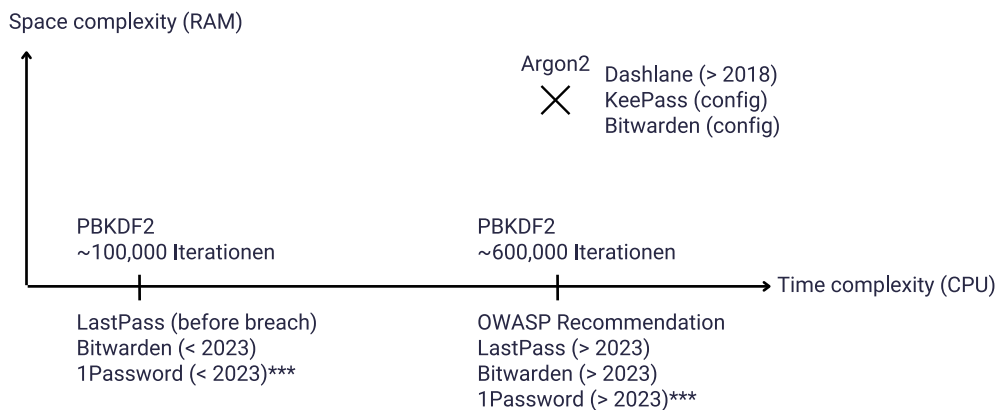 Space complexity (RAM)
Argon2
Dashlane (> 2018)
KeePass (config)
Bitwarden (config)
PBKDF2
~100,000 Iterationen
PBKDF2
~600,000 Iterationen
Time complexity (CPU)
LastPass (before breach)
Bitwarden (< 2023)
1Password (< 2023)***
OWASP Recommendation
LastPass (> 2023)
Bitwarden (> 2023)
1Password (> 2023)***